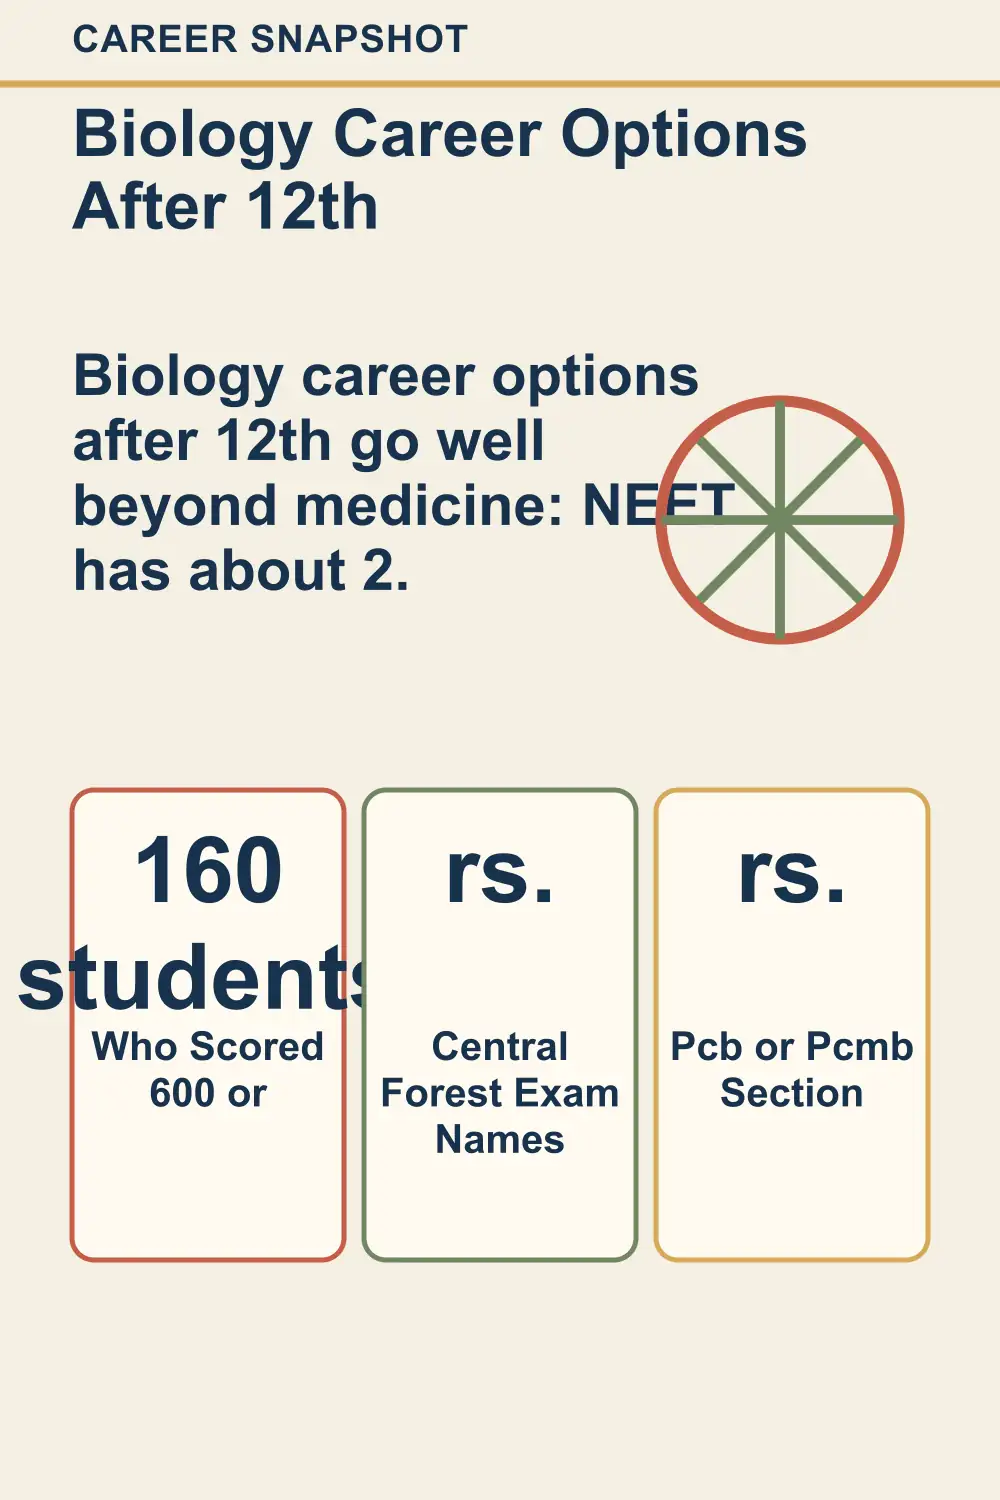 CAREER SNAPSHOT
Biology Career Options
After 12th
Biology career options
after 12th go well
beyond medicine: NEET
has about 2.
160
students
Who Scored
600 or
rs.
Central
Forest Exam
Names
rs.
Pcb or Pcmb
Section